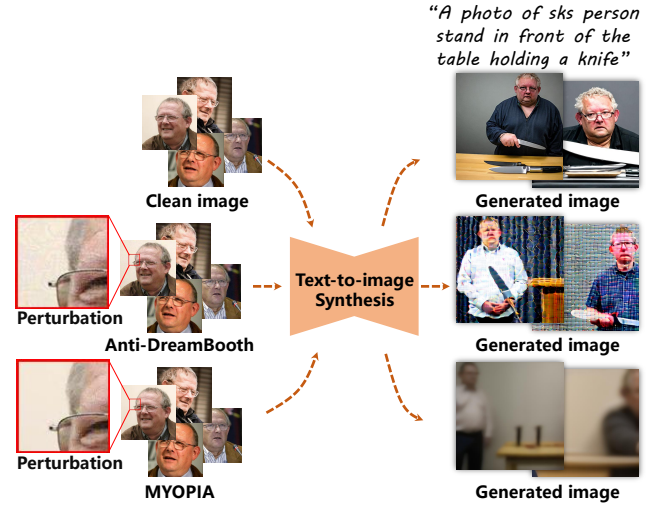 “A photo of sks person
stand in front of the
table holding a knife”
Clean image
Generated image
Text-to-image
Synthesis
Perturbation
Anti-DreamBooth
Generated image
Perturbation
MYOPIA
Generated image